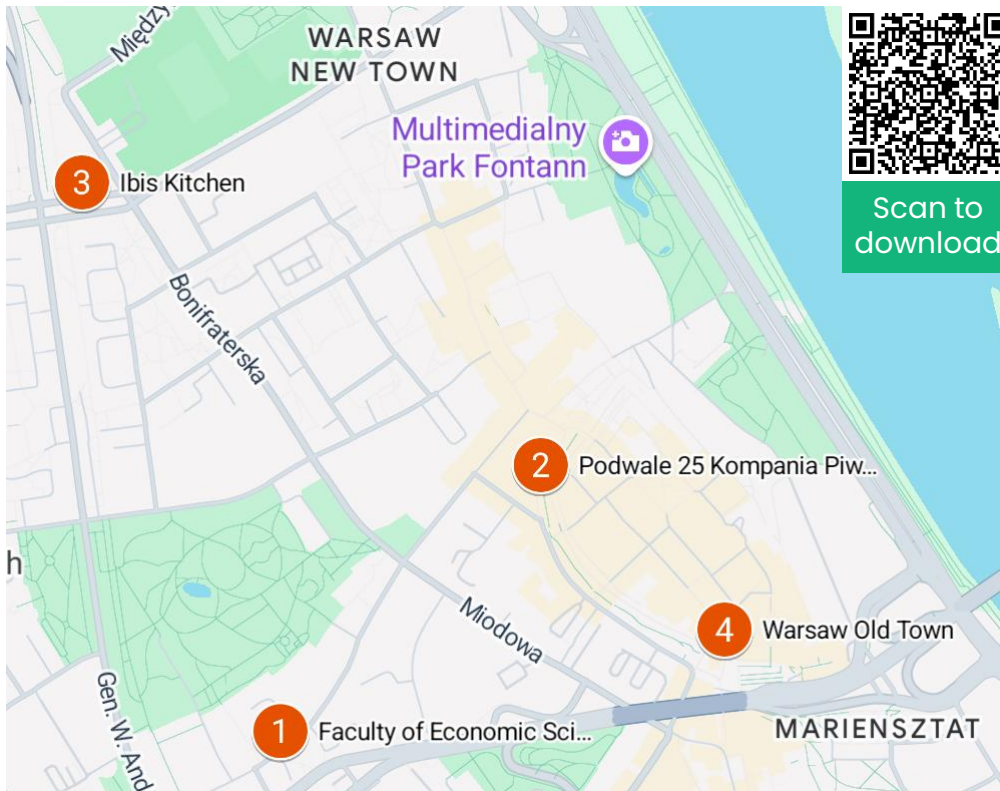 Między
WARSAW
NEW TOWN
Multimedialny
Park Fontann
Scan to
download
3 Ibis Kitchen
Bonifraterska
2 Podwale 25 Kompania Piw...
h
Miodowa
4 Warsaw Old Town
Gen. W. And
1 Faculty of Economic Sci...
MARIENSZTAT